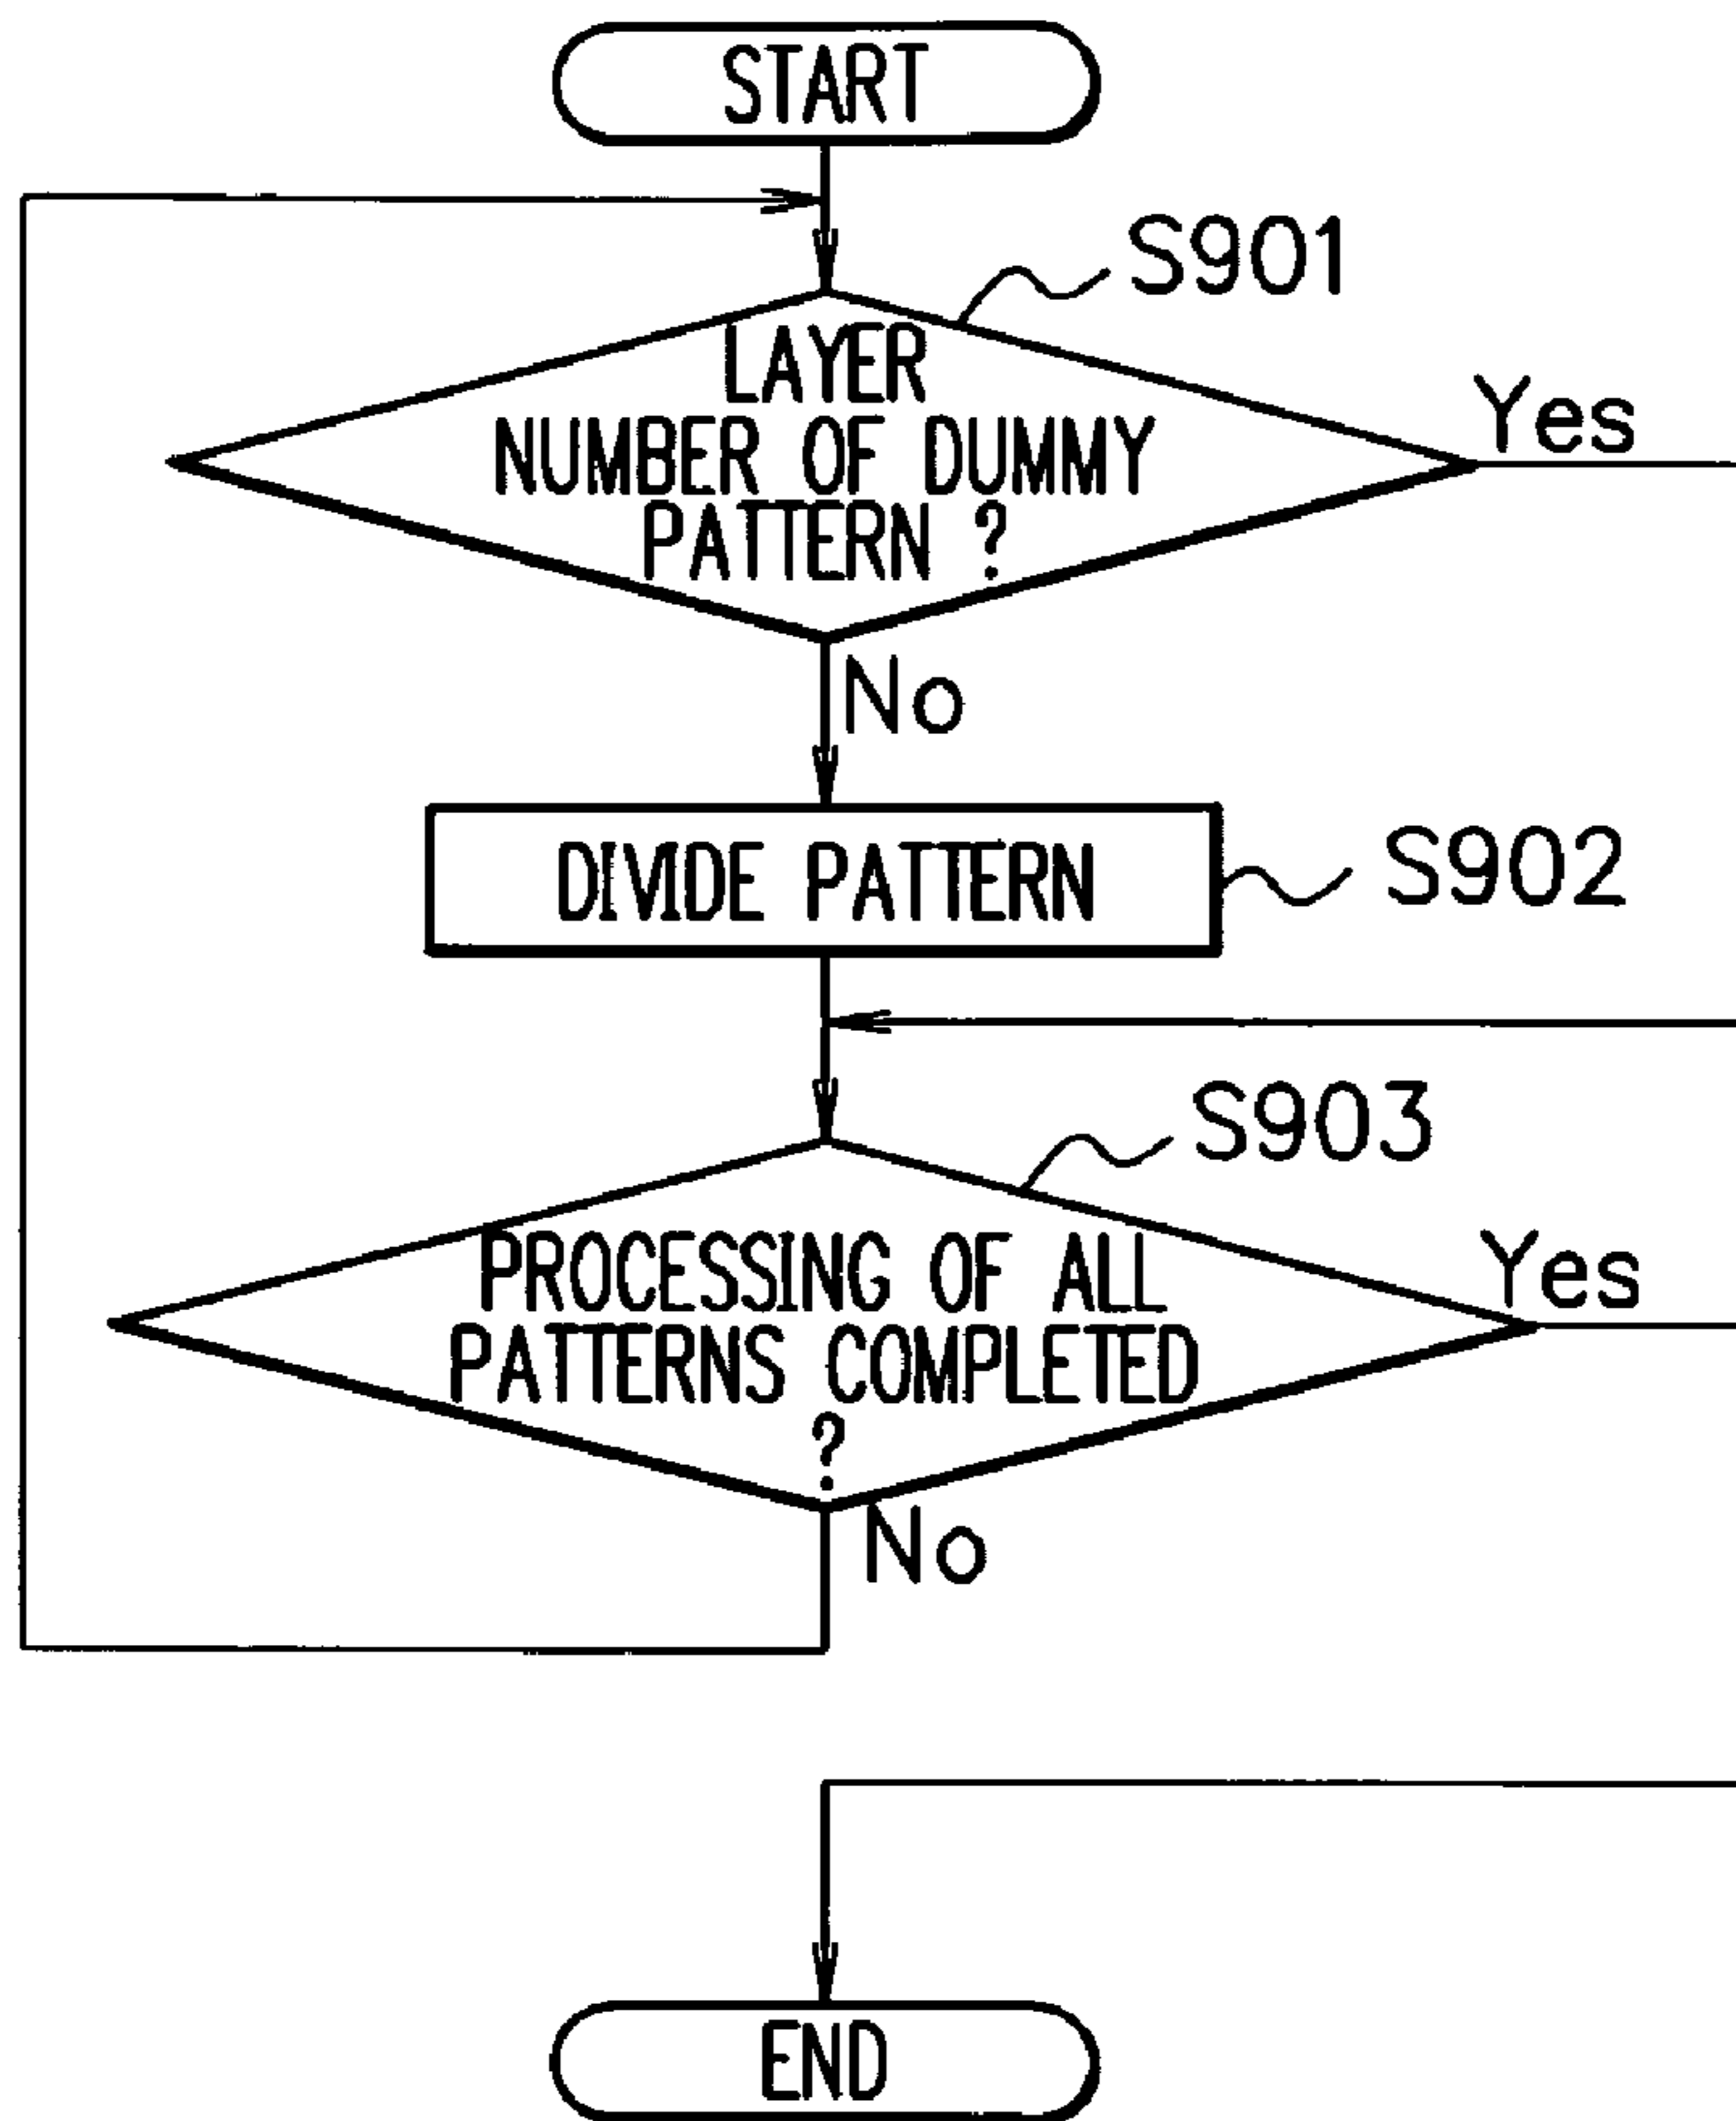 START
S901
LAYER
NUMBER OF DUMMY
PATTERN ?
Yes
No
DIVIDE PATTERN
S902
S903
PROCESSING OF ALL
PATTERNS COMPLETED
?
Yes
No
END